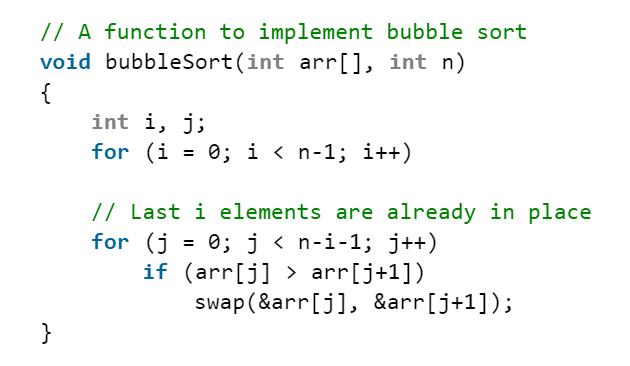 // A function to implement bubble sort
void bubbleSort(int arr[], int n)
{
    int i, j;
    for (i = 0; i < n-1; i++)

    // Last i elements are already in place
    for (j = 0; j < n-i-1; j++)
        if (arr[j] > arr[j+1])
            swap(&arr[j], &arr[j+1]);
}